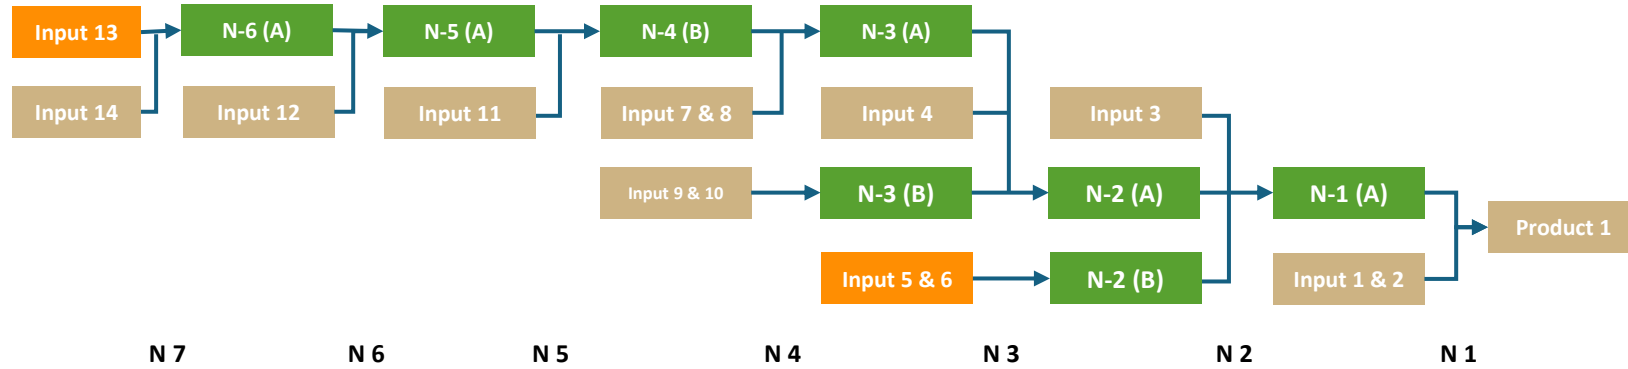 Input 13
N-6 (A)
N-5 (A)
N-4 (B)
N-3 (A)
Input 14
Input 12
Input 11
Input 7 & 8
Input 4
Input 3
Input 9 & 10
N-3 (B)
N-2 (A)
N-1 (A)
Product 1
Input 5 & 6
N-2 (B)
Input 1 & 2
N 7
N 6
N 5
N 4
N 3
N 2
N 1